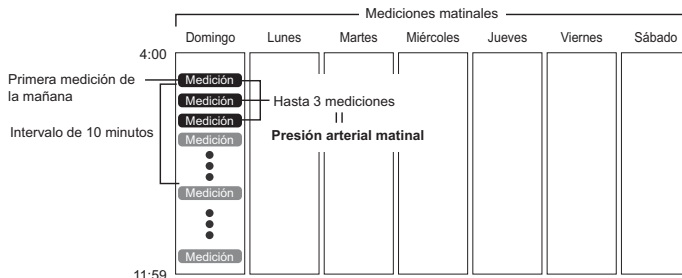 Mediciones matinales
Domingo Lunes Martes Miércoles Jueves Viernes Sábado
4:00
Primera medición de
la mañana
Medición
Medición
Hasta 3 mediciones
Medición
Intervalo de 10 minutos
Presión arterial matinal
Medición
Medición
Medición
11:59